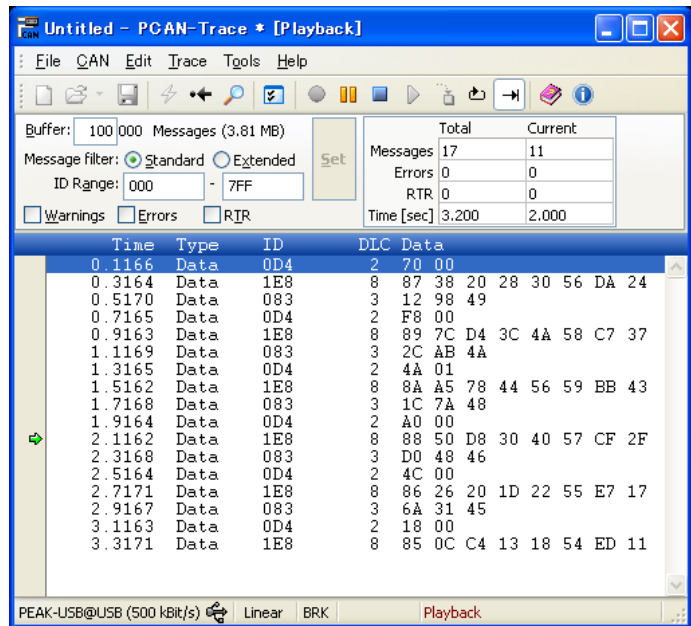 Untitled - PCAN-Trace * [Playback]
File CAN Edit Trace Tools Help
Buffer: 100 000 Messages (3.81 MB)
Message filter: Standard Extended Set
ID Range: 000 - 7FF
Warnings Errors RTR
Total Current
Messages 17 11
Errors 0 0
RTR 0 0
Time [sec] 3.200 2.000
Time Type ID DLC Data
0.1166 Data 0D4 2 70 00
0.3164 Data 1E8 8 87 38 20 28 30 56 DA 24
0.5170 Data 083 3 12 98 49
0.7165 Data 0D4 2 F8 00
0.9163 Data 1E8 8 89 7C D4 3C 4A 58 C7 37
1.1169 Data 083 3 2C AB 4A
1.3165 Data 0D4 2 4A 01
1.5162 Data 1E8 8 8A A5 78 44 56 59 BB 43
1.7168 Data 083 3 1C 7A 48
1.9164 Data 0D4 2 A0 00
2.1162 Data 1E8 8 88 50 D8 30 40 57 CF 2F
2.3168 Data 083 3 D0 48 46
2.5164 Data 0D4 2 4C 00
2.7171 Data 1E8 8 86 26 20 1D 22 55 E7 17
2.9167 Data 083 3 6A 31 45
3.1163 Data 0D4 2 18 00
3.3171 Data 1E8 8 85 0C C4 13 18 54 ED 11
PEAK-USB@USB (500 kBit/s) Linear BRK Playback